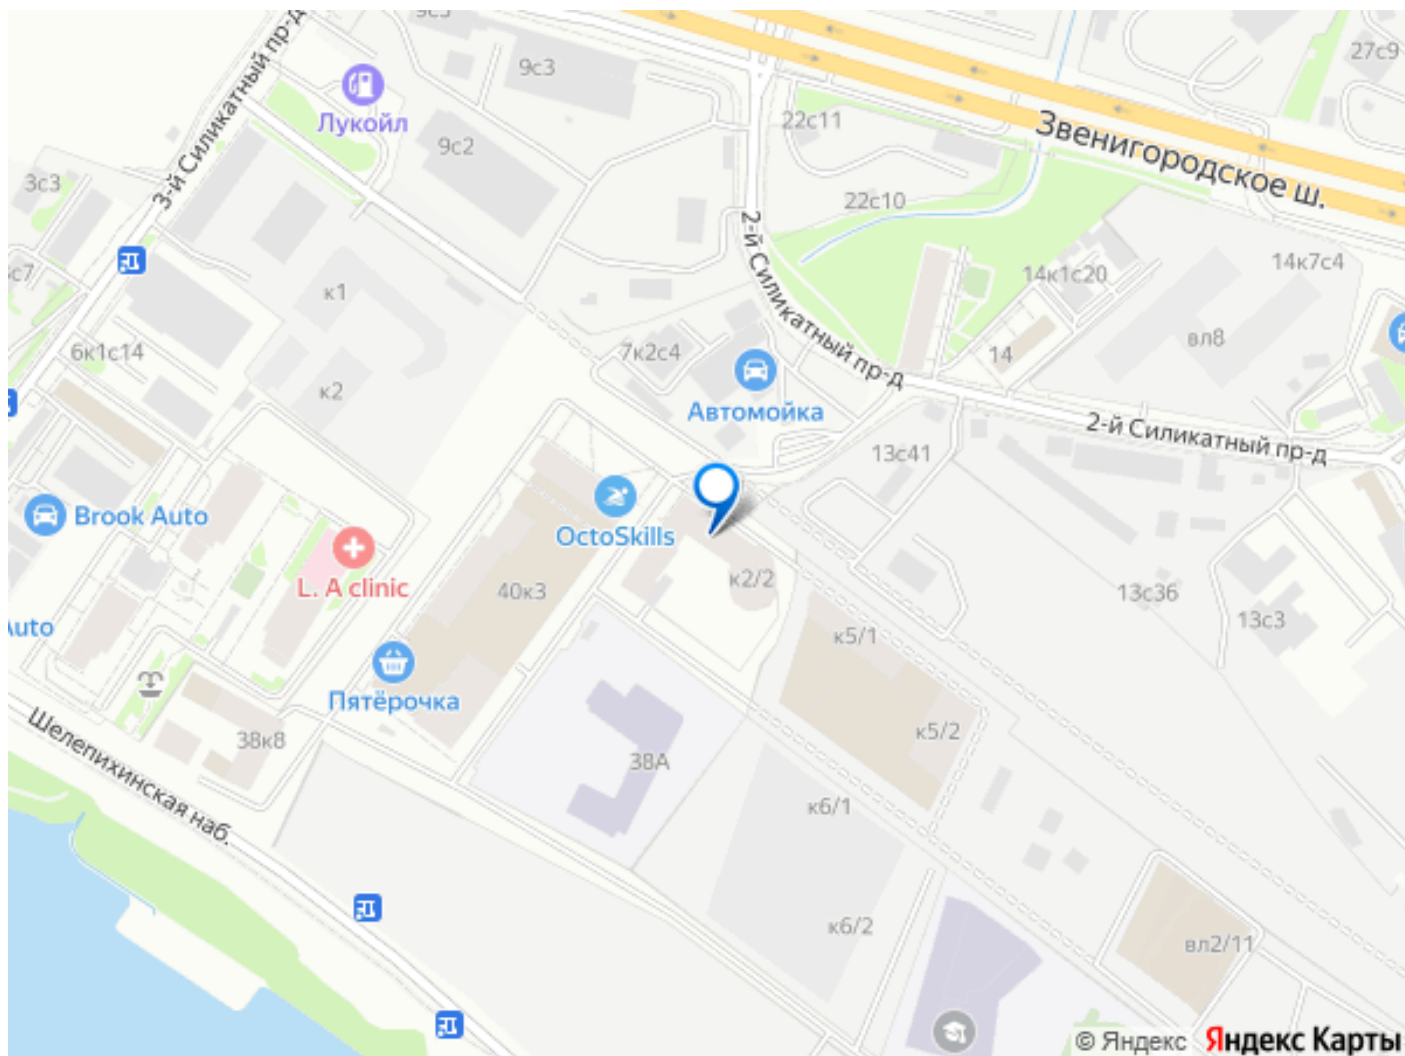 9с3
27с9
Лукойл
22с11
Звенигородское ш.
9с2
3-й Силикатный пр-д
3с3
22с10
2-й Силикатный пр-д
14к7с4
14к1с20
к1
вл8
7к2с4
14
6к1с14
к2
Автомойка
2-й Силикатный пр-д
13с41
Brook Auto
OctoSkills
L. A clinic
40к3
к2/2
13с36
13с3
Auto
к5/1
Пятёрочка
к5/2
38к8
38А
Шелепихинская наб.
к6/1
к6/2
вл2/11
© Яндекс Яндекс Карты